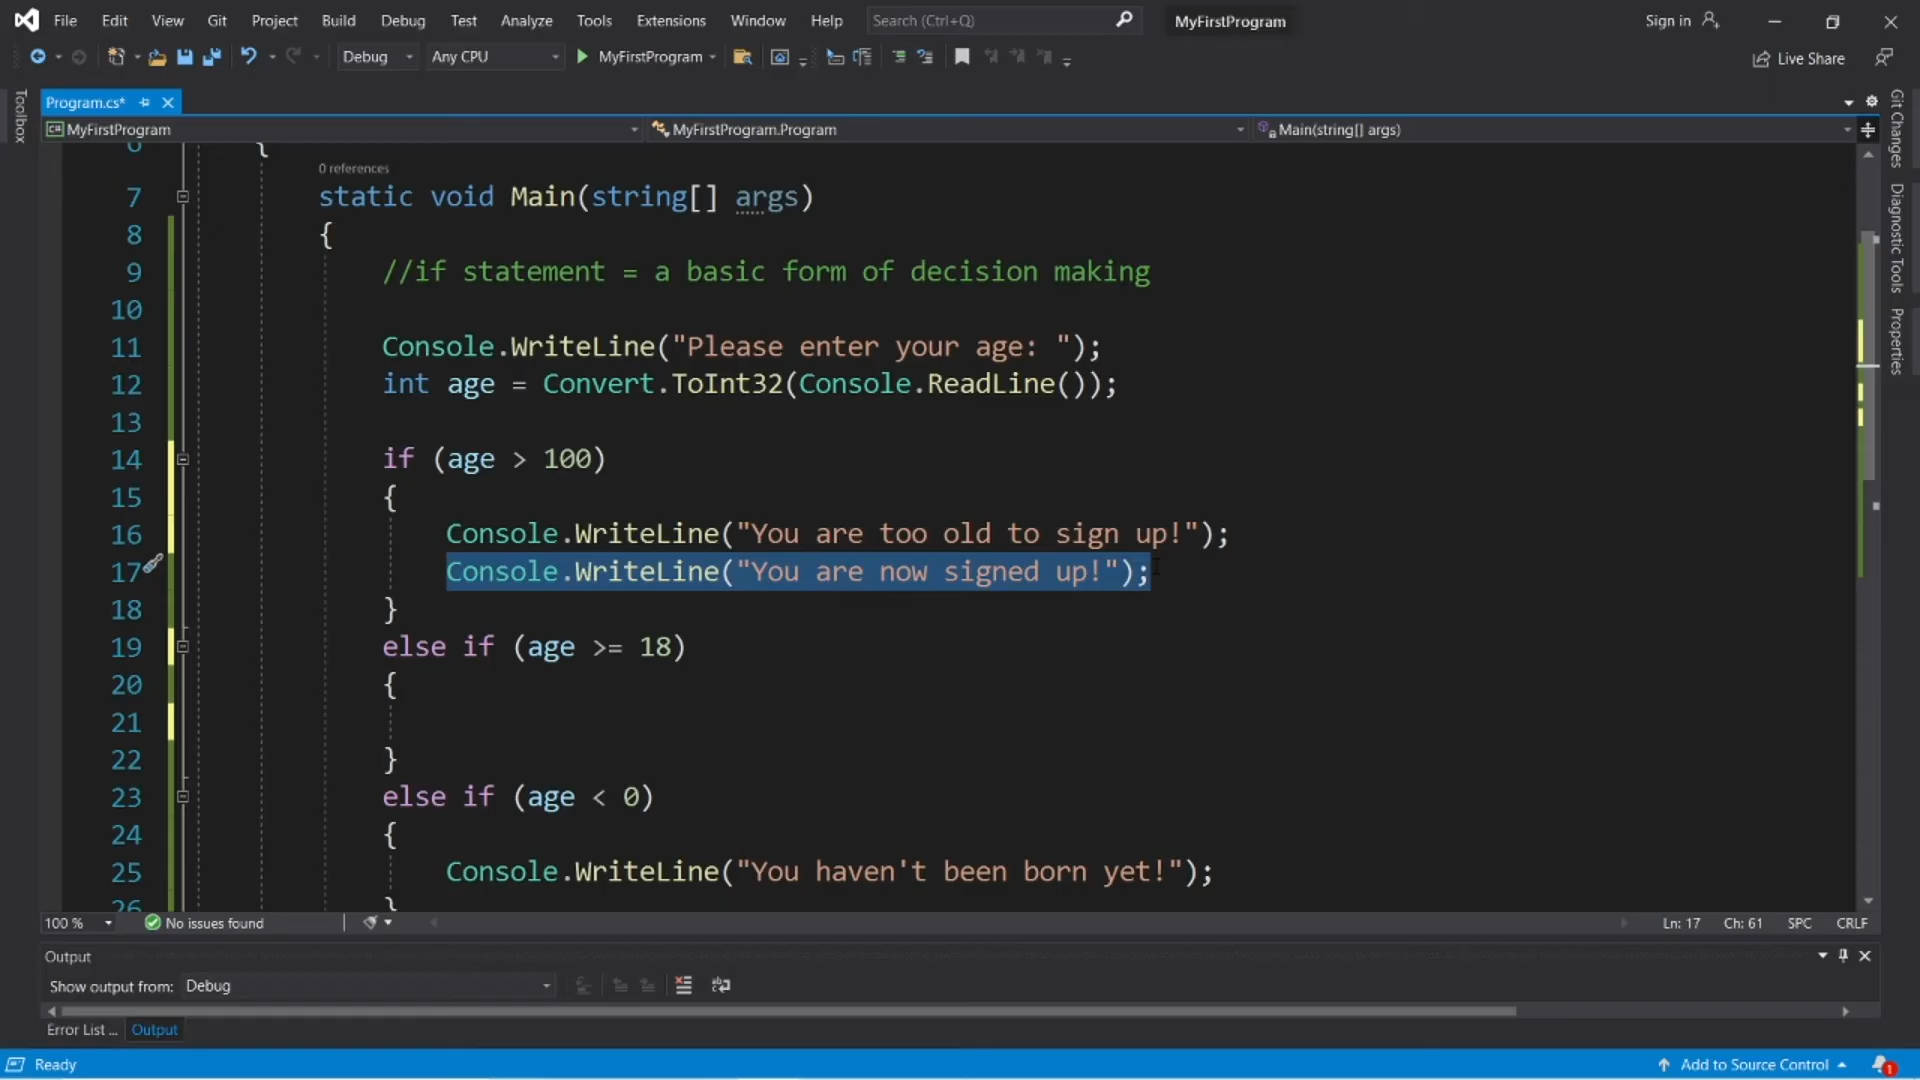 File Edit View Git Project Build Debug Test Analyze Tools Extensions Window Help Search (Ctrl+Q) MyFirstProgram Sign in
Debug Any CPU MyFirstProgram Live Share
Toolbox
Program.cs*
MyFirstProgram MyFirstProgram.Program Main(string[] args)
Git Changes
Diagnostic Tools
Properties
6 {
0 references
7 static void Main(string[] args)
8 {
9 //if statement = a basic form of decision making
10
11 Console.WriteLine("Please enter your age: ");
12 int age = Convert.ToInt32(Console.ReadLine());
13
14 if (age > 100)
15 {
16 Console.WriteLine("You are too old to sign up!");
17 Console.WriteLine("You are now signed up!");
18 }
19 else if (age >= 18)
20 {
21
22 }
23 else if (age < 0)
24 {
25 Console.WriteLine("You haven't been born yet!");
26 }
100 % No issues found Ln: 17 Ch: 61 SPC CRLF
Output
Show output from: Debug
Error List ... Output
Ready Add to Source Control 1